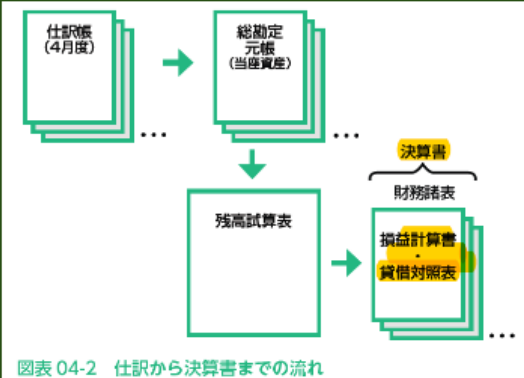 仕訳帳
（4月度）
総勘定
元帳
（当座資産）
…
…
決算書
財務諸表
残高試算表
損益計算書
・
貸借対照表
…
図表 04-2　仕訳から決算書までの流れ